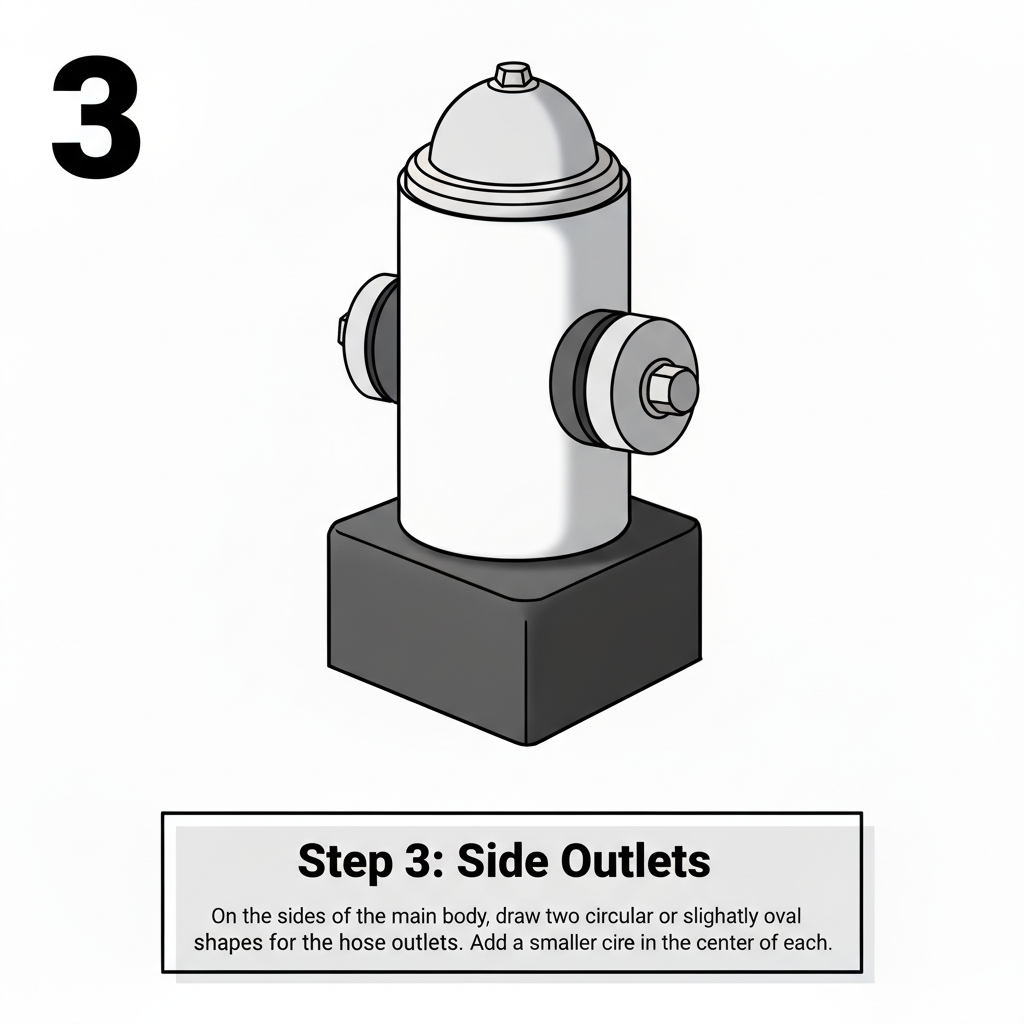 3
Step 3: Side Outlets
On the sides of the main body, draw two circular or slighatly oval
shapes for the hose outlets. Add a smaller cire in the center of each.